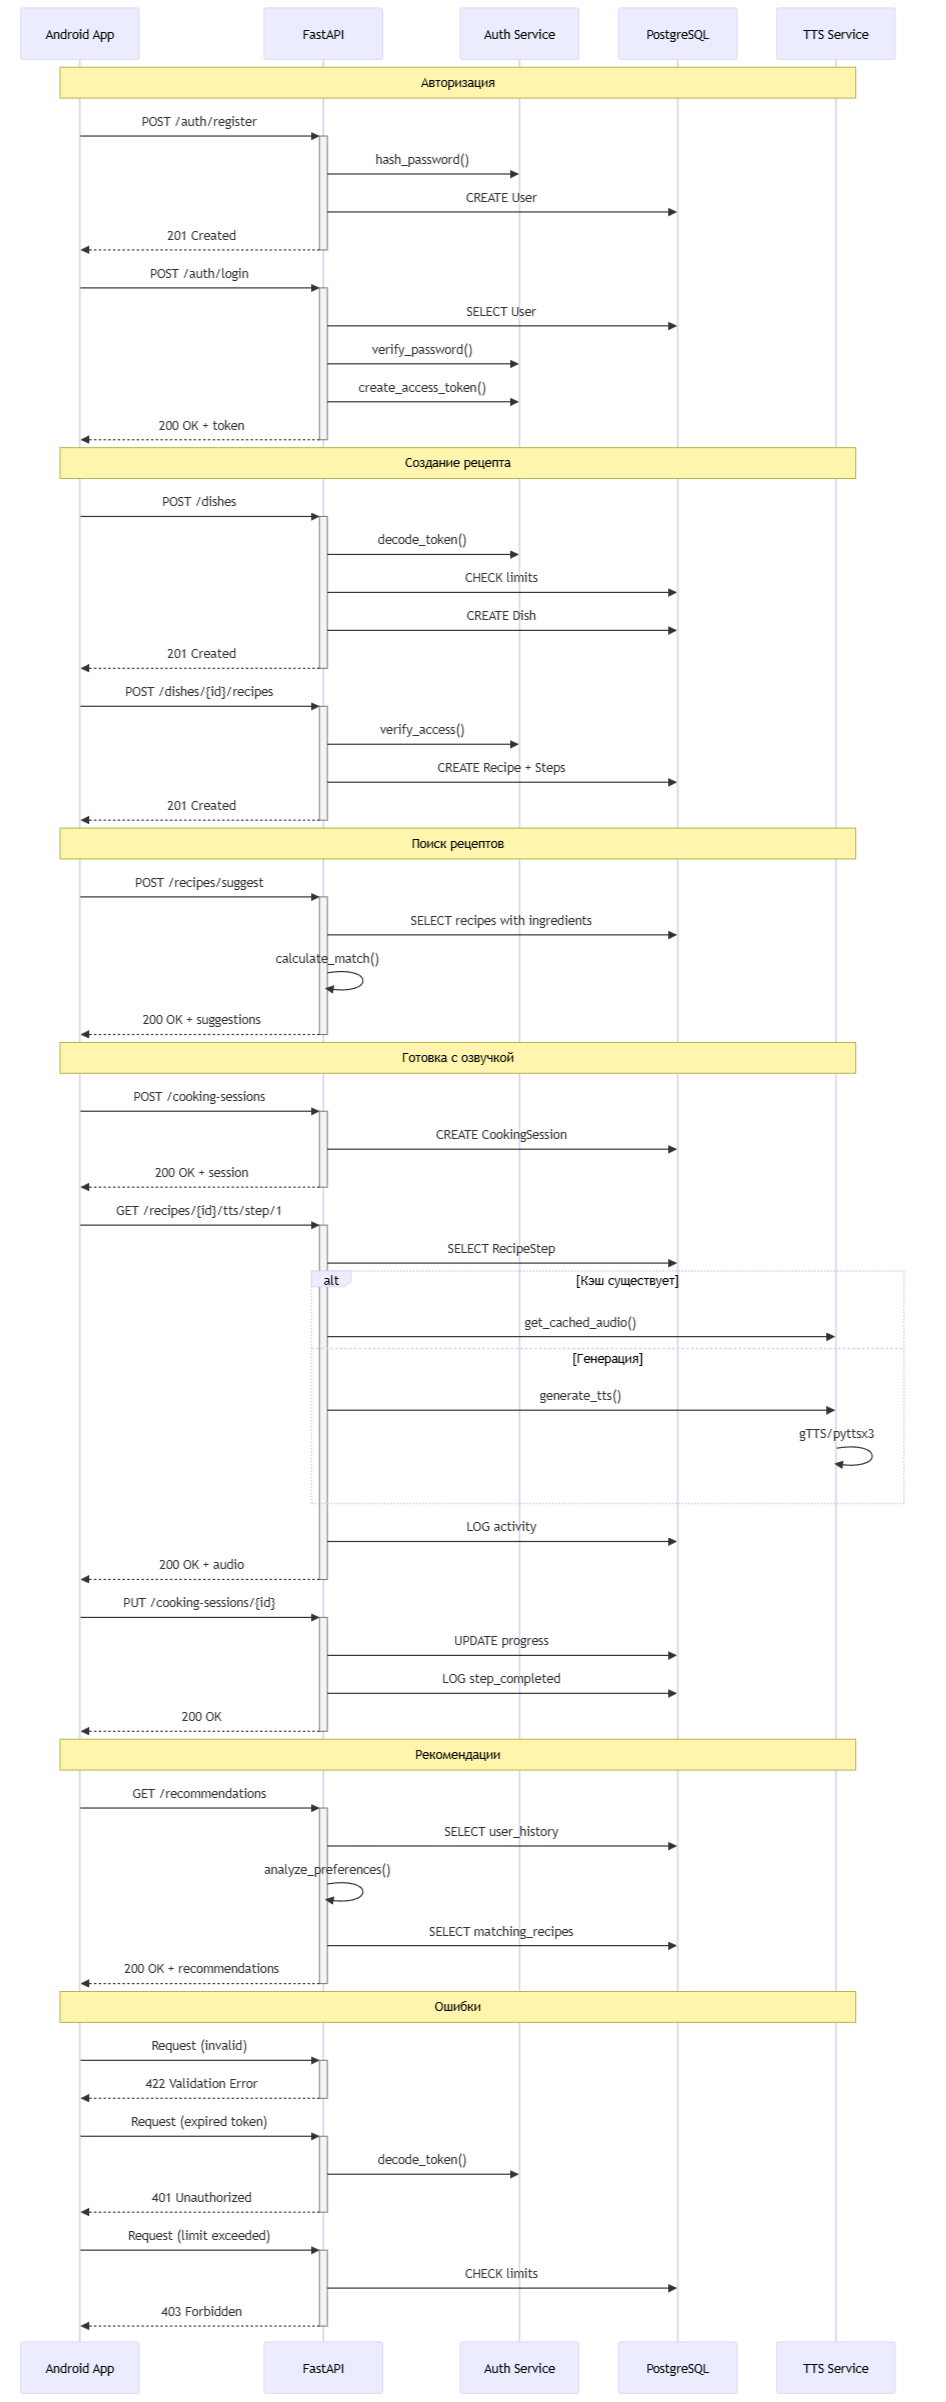 Android App
FastAPI
Auth Service
PostgreSQL
TTS Service
Авторизация
POST /auth/register
hash_password()
CREATE User
201 Created
POST /auth/login
SELECT User
verify_password()
create_access_token()
200 OK + token
Создание рецепта
POST /dishes
decode_token()
CHECK limits
CREATE Dish
201 Created
POST /dishes/{id}/recipes
verify_access()
CREATE Recipe + Steps
201 Created
Поиск рецептов
POST /recipes/suggest
SELECT recipes with ingredients
calculate_match()
200 OK + suggestions
Готовка с озвучкой
POST /cooking-sessions
CREATE CookingSession
200 OK + session
GET /recipes/{id}/tts/step/1
SELECT RecipeStep
alt
[Кэш существует]
get_cached_audio()
[Генерация]
generate_tts()
gTTS/pyttsx3
LOG activity
200 OK + audio
PUT /cooking-sessions/{id}
UPDATE progress
LOG step_completed
200 OK
Рекомендации
GET /recommendations
SELECT user_history
analyze_preferences()
SELECT matching_recipes
200 OK + recommendations
Ошибки
Request (invalid)
422 Validation Error
Request (expired token)
decode_token()
401 Unauthorized
Request (limit exceeded)
CHECK limits
403 Forbidden
Android App
FastAPI
Auth Service
PostgreSQL
TTS Service